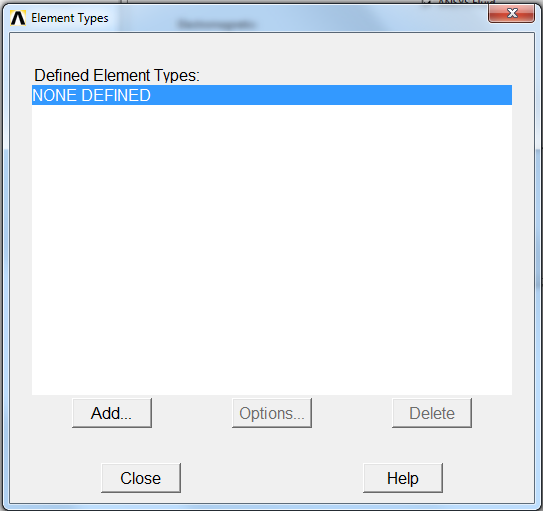 Element Types
Defined Element Types:
NONE DEFINED
Add...
Options...
Delete
Close
Help